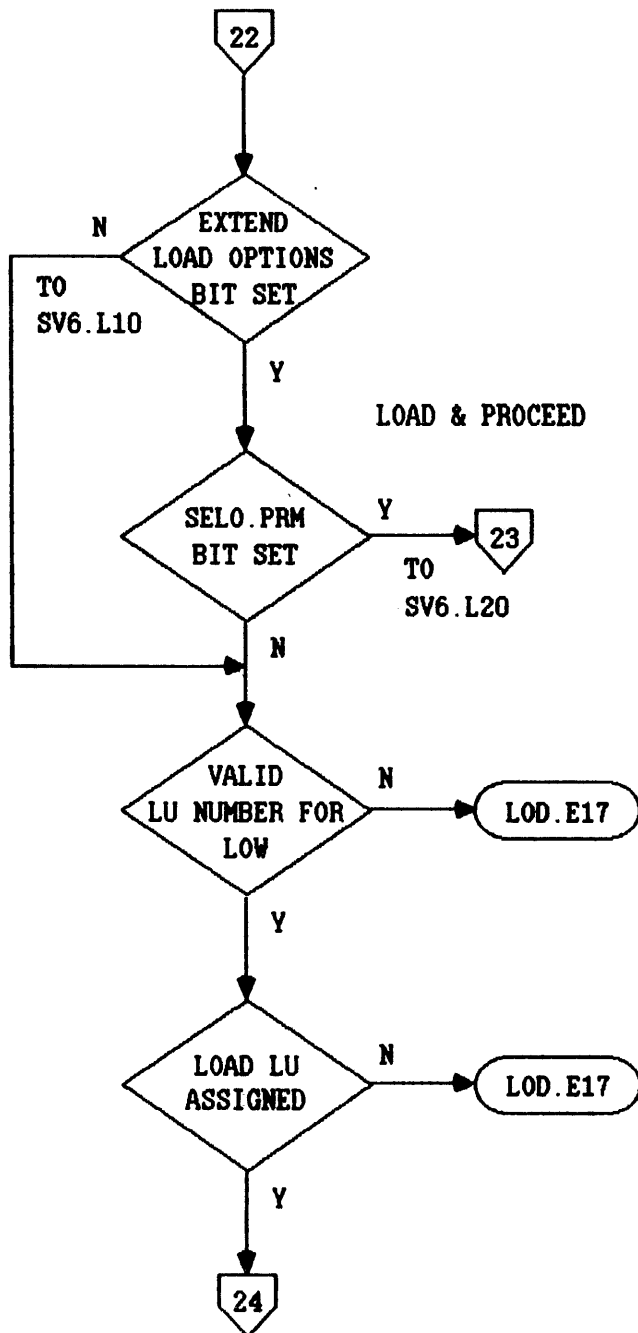 22
EXTEND
LOAD OPTIONS
BIT SET
N
TO
SV6.L10
Y
LOAD & PROCEED
SELO.PRM
BIT SET
Y
23
TO
SV6.L20
N
VALID
LU NUMBER FOR
LOW
N
LOD.E17
Y
LOAD LU
ASSIGNED
N
LOD.E17
Y
24